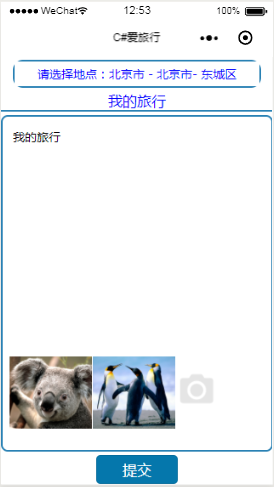 WeChat 12:53 100%
C#爱旅行
请选择地点：北京市 - 北京市- 东城区
我的旅行
我的旅行
提交